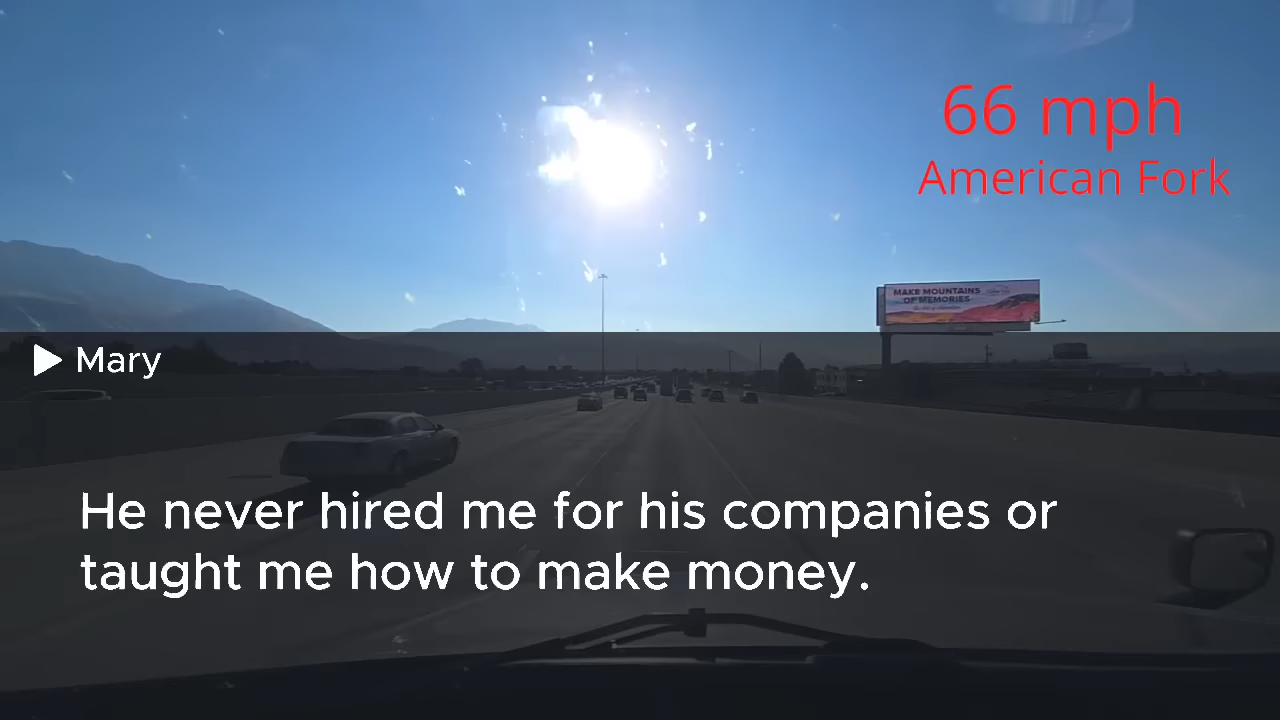 66 mph
American Fork
MAKE MOUNTAINS
OF MEMORIES
Mary
He never hired me for his companies or
taught me how to make money.